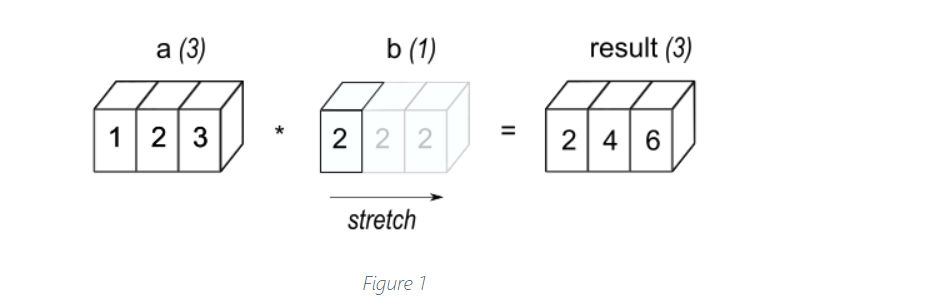 a (3) b (1) result (3)
1 2 3 * 2 2 2 = 2 4 6
stretch
Figure 1